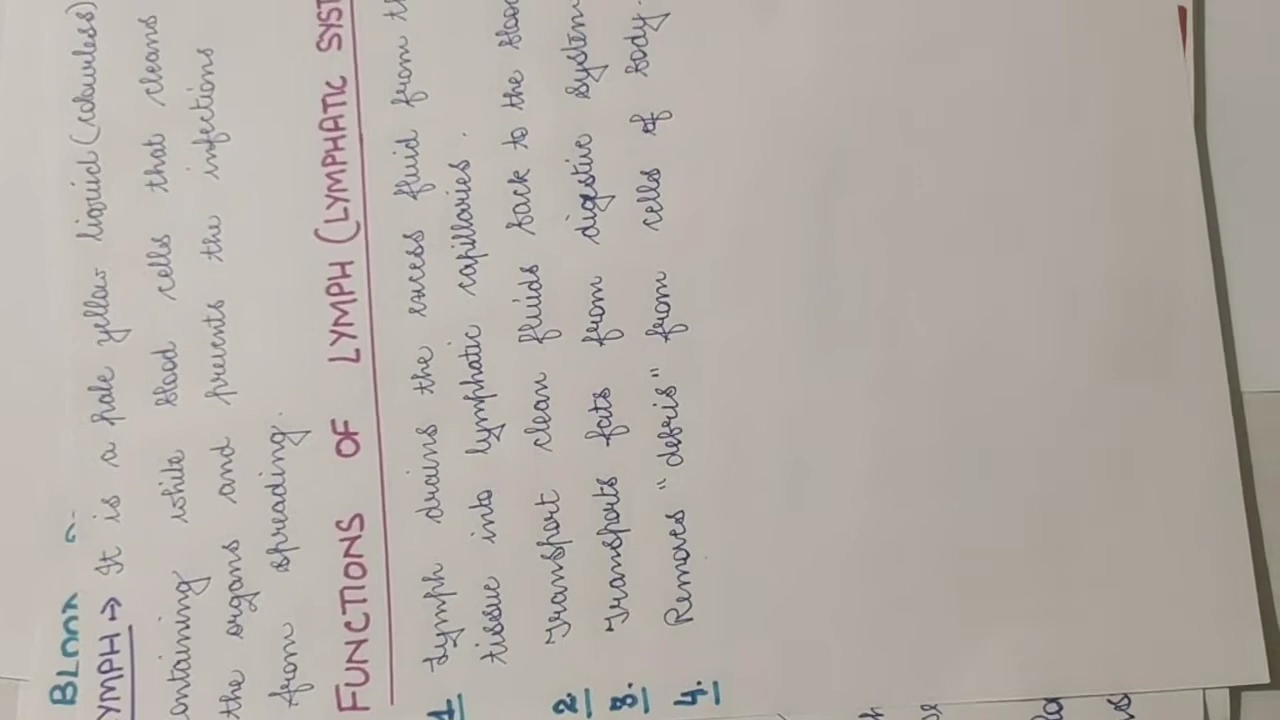 BLOOD
YMPH → It is a pale yellow liquid (colourless)
ontaining white blood cells that cleans
the organs and prevents the infections
from spreading.
FUNCTIONS OF LYMPH (LYMPHATIC SYST
1. Lymph drains the excess fluid from th
tissue into lymphatic capillaries.
2. Transport clean fluids back to the bloo
3. Transports fats from digestive system
4. Removes "debris" from cells of body.